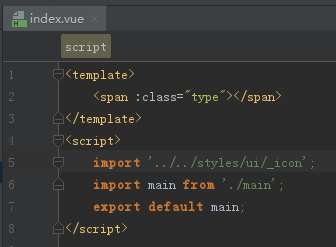 index.vue
script
1 <template>
2 <span :class="type"></span>
3 </template>
4 <script>
5 import '../../styles/ui/_icon';
6 import main from './main';
7 export default main;
8 </script>